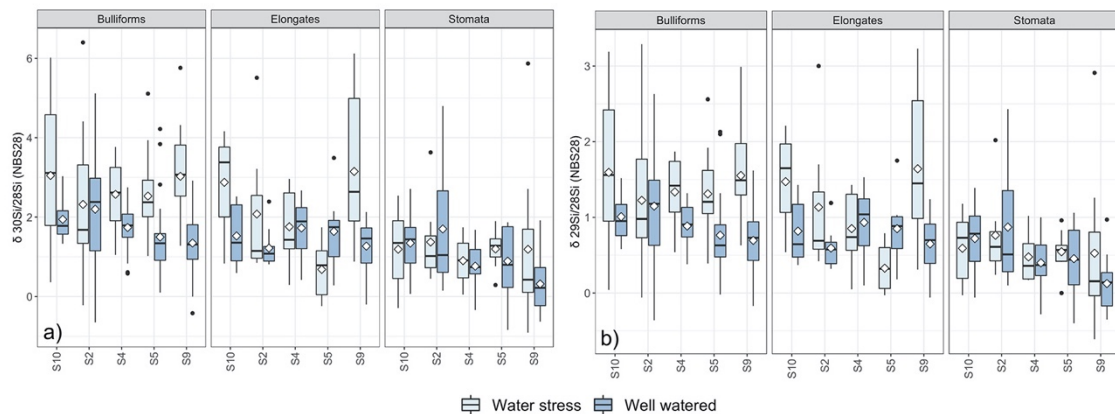 Bulliforms Elongates Stomata
δ 30Si/28Si (NBS28)
6
4
2
0
S10 S2 S4 S5 S9 S10 S2 S4 S5 S9 S10 S2 S4 S5 S9
a)
Bulliforms Elongates Stomata
δ 29Si/28Si (NBS28)
3
2
1
0
S10 S2 S4 S5 S9 S10 S2 S4 S5 S9 S10 S2 S4 S5 S9
b)
Water stress Well watered